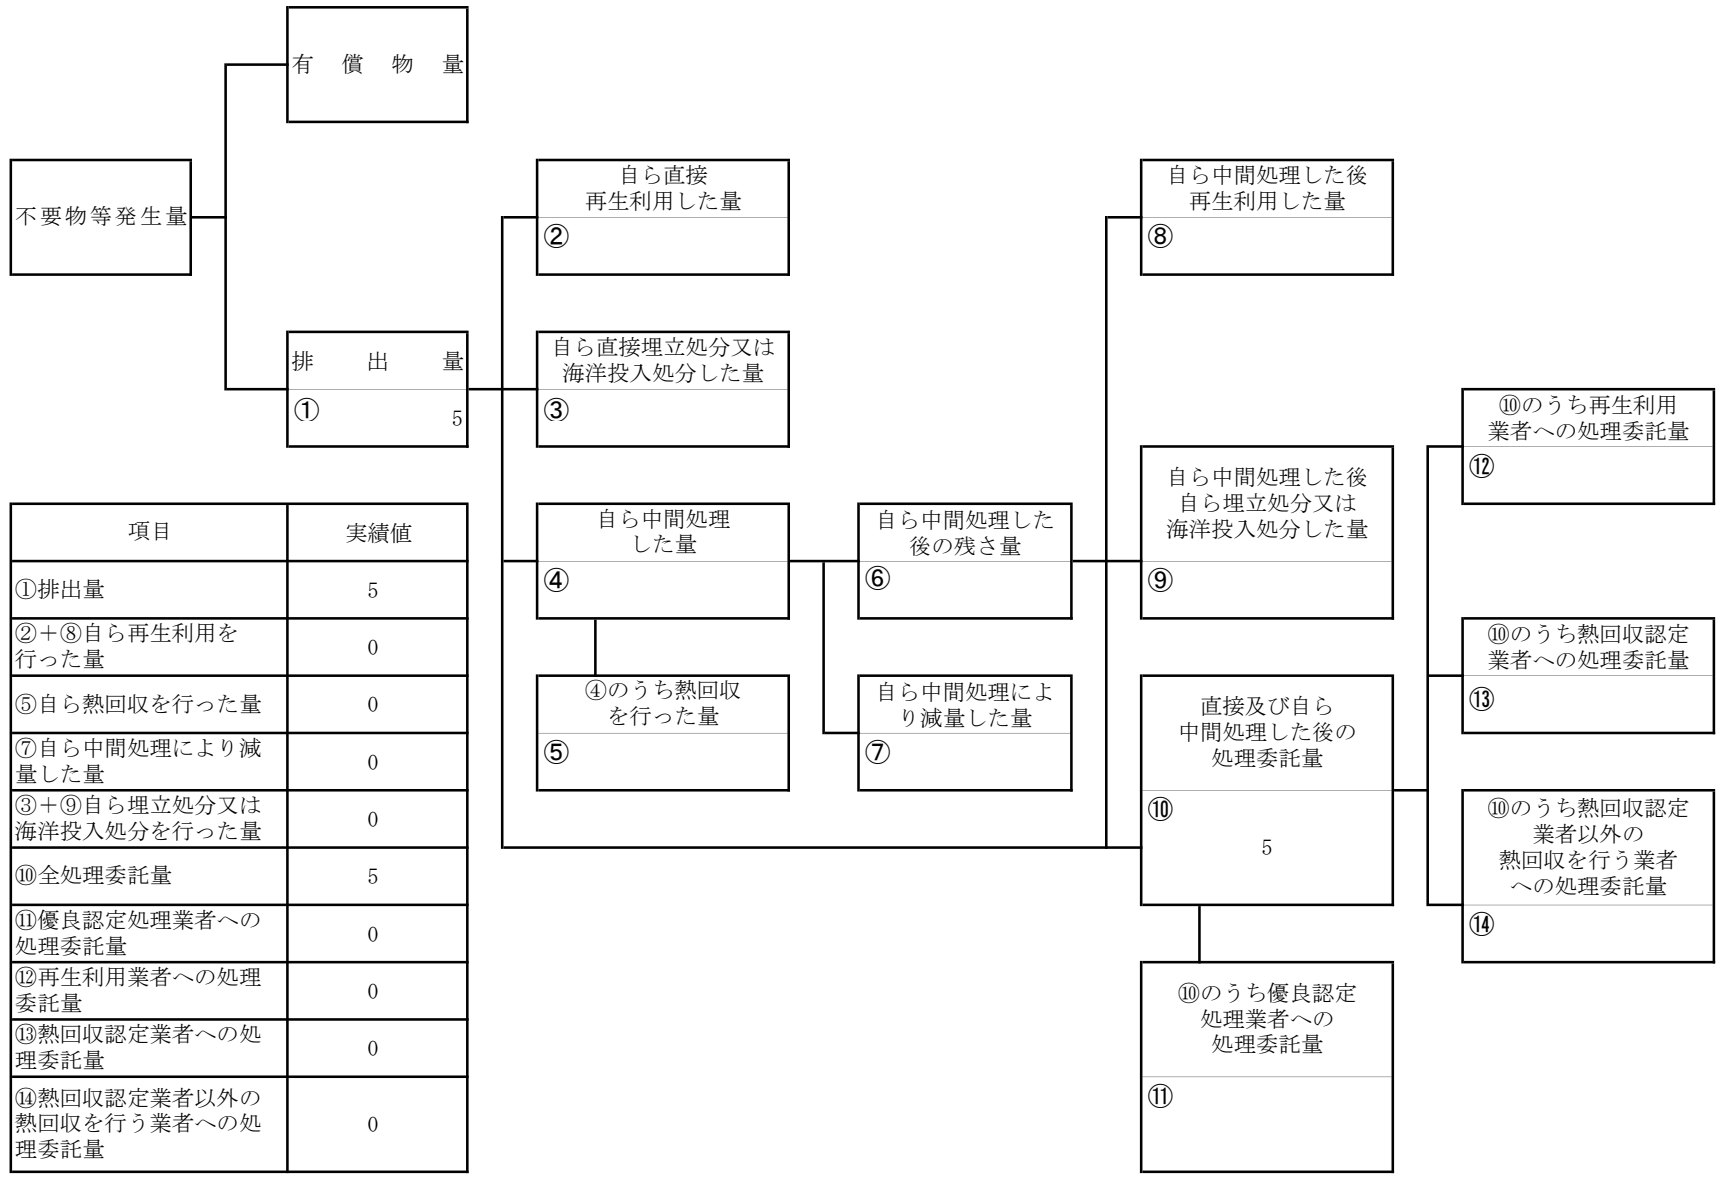 有償物量
不要物等発生量
排出量
①
5
自ら直接
再生利用した量
②
自ら直接埋立処分又は
海洋投入処分した量
③
自ら中間処理
した量
④
④のうち熱回収
を行った量
⑤
自ら中間処理した
後の残さ量
⑥
自ら中間処理によ
り減量した量
⑦
自ら中間処理した後
再生利用した量
⑧
自ら中間処理した後
自ら埋立処分又は
海洋投入処分した量
⑨
直接及び自ら
中間処理した後の
処理委託量
⑩
5
⑩のうち優良認定
処理業者への
処理委託量
⑪
⑩のうち再生利用
業者への処理委託量
⑫
⑩のうち熱回収認定
業者への処理委託量
⑬
⑩のうち熱回収認定
業者以外の
熱回収を行う業者
への処理委託量
⑭
項目 実績値
①排出量 5
②＋⑧自ら再生利用を
行った量 0
⑤自ら熱回収を行った量 0
⑦自ら中間処理により減
量した量 0
③＋⑨自ら埋立処分又は
海洋投入処分を行った量 0
⑩全処理委託量 5
⑪優良認定処理業者への
処理委託量 0
⑫再生利用業者への処理
委託量 0
⑬熱回収認定業者への処
理委託量 0
⑭熱回収認定業者以外の
熱回収を行う業者への処 0
理委託量